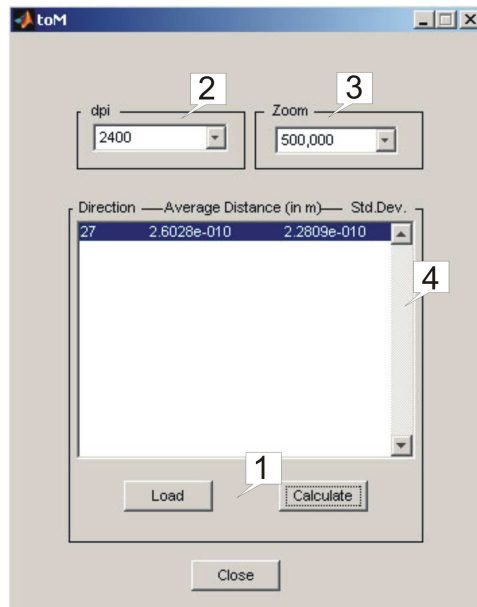 toM
2
3
dpi
Zoom
2400
500,000
Direction Average Distance (in m) Std.Dev.
27 2.6028e-010 2.2809e-010
4
1
Load
Calculate
Close